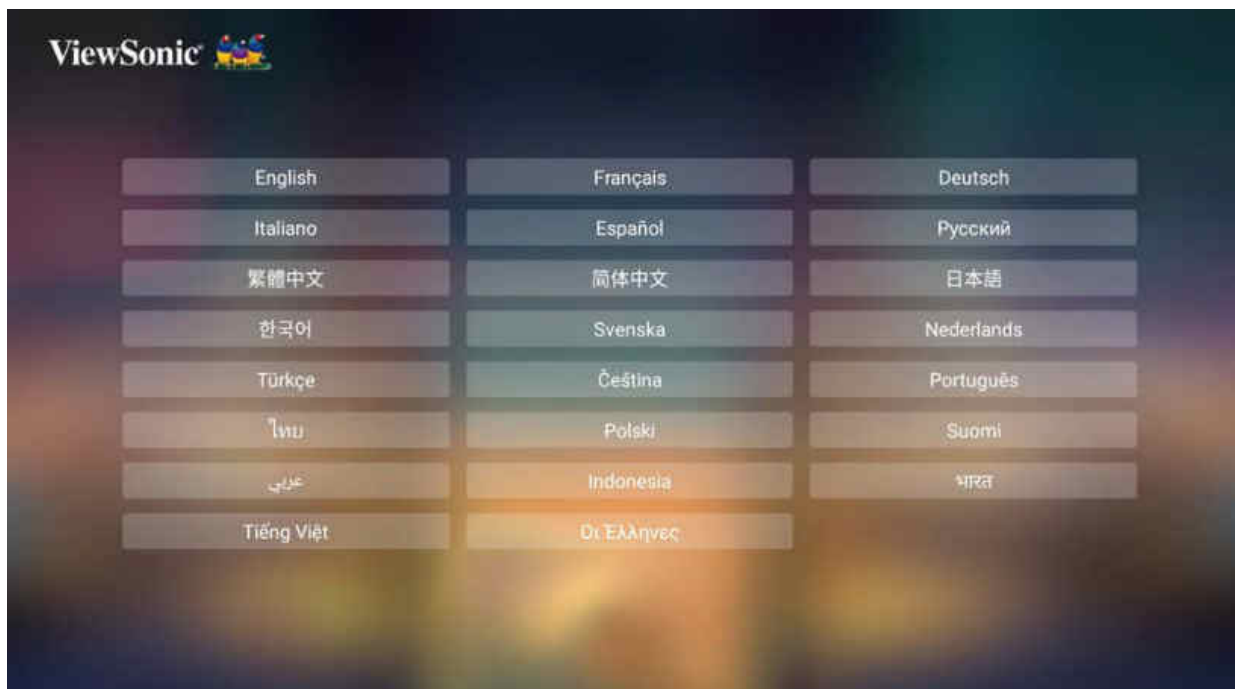 ViewSonic
English Français Deutsch
Italiano Español Русский
繁體中文 简体中文 日本語
한국어 Svenska Nederlands
Türkçe Čeština Português
ไทย Polski Suomi
عربي Indonesia भारत
Tiếng Việt Οι Έλληνες